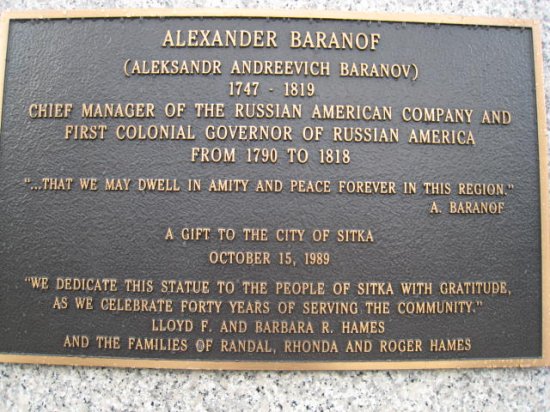 ALEXANDER BARANOF
(ALEKSANDR ANDREEVICH BARANOV)
1747 - 1819
CHIEF MANAGER OF THE RUSSIAN AMERICAN COMPANY AND
FIRST COLONIAL GOVERNOR OF RUSSIAN AMERICA
FROM 1790 TO 1818
"...THAT WE MAY DWELL IN AMITY AND PEACE FOREVER IN THIS REGION."
A. BARANOF
A GIFT TO THE CITY OF SITKA
OCTOBER 15, 1989
"WE DEDICATE THIS STATUE TO THE PEOPLE OF SITKA WITH GRATITUDE,
AS WE CELEBRATE FORTY YEARS OF SERVING THE COMMUNITY."
LLOYD F. AND BARBARA R. HAMES
AND THE FAMILIES OF RANDAL, RHONDA AND ROGER HAMES